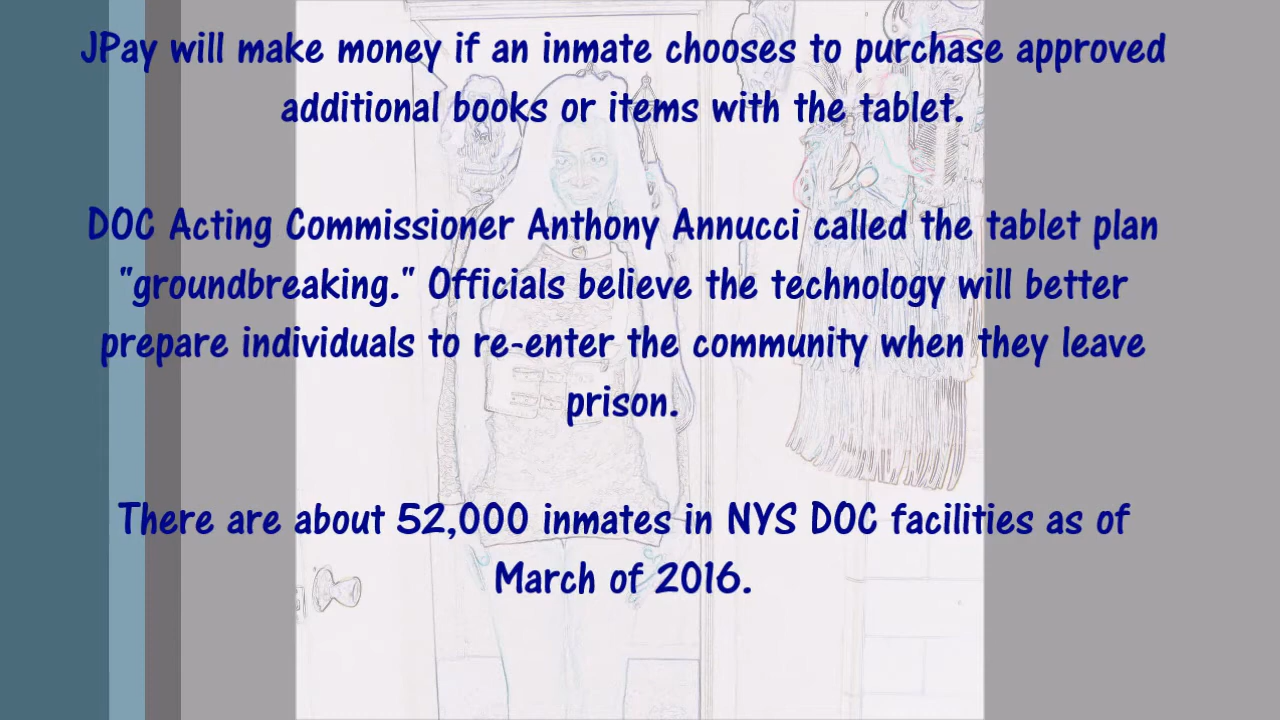 JPay will make money if an inmate chooses to purchase approved
additional books or items with the tablet.
DOC Acting Commissioner Anthony Annucci called the tablet plan
"groundbreaking." Officials believe the technology will better
prepare individuals to re-enter the community when they leave
prison.
There are about 52,000 inmates in NYS DOC facilities as of
March of 2016.